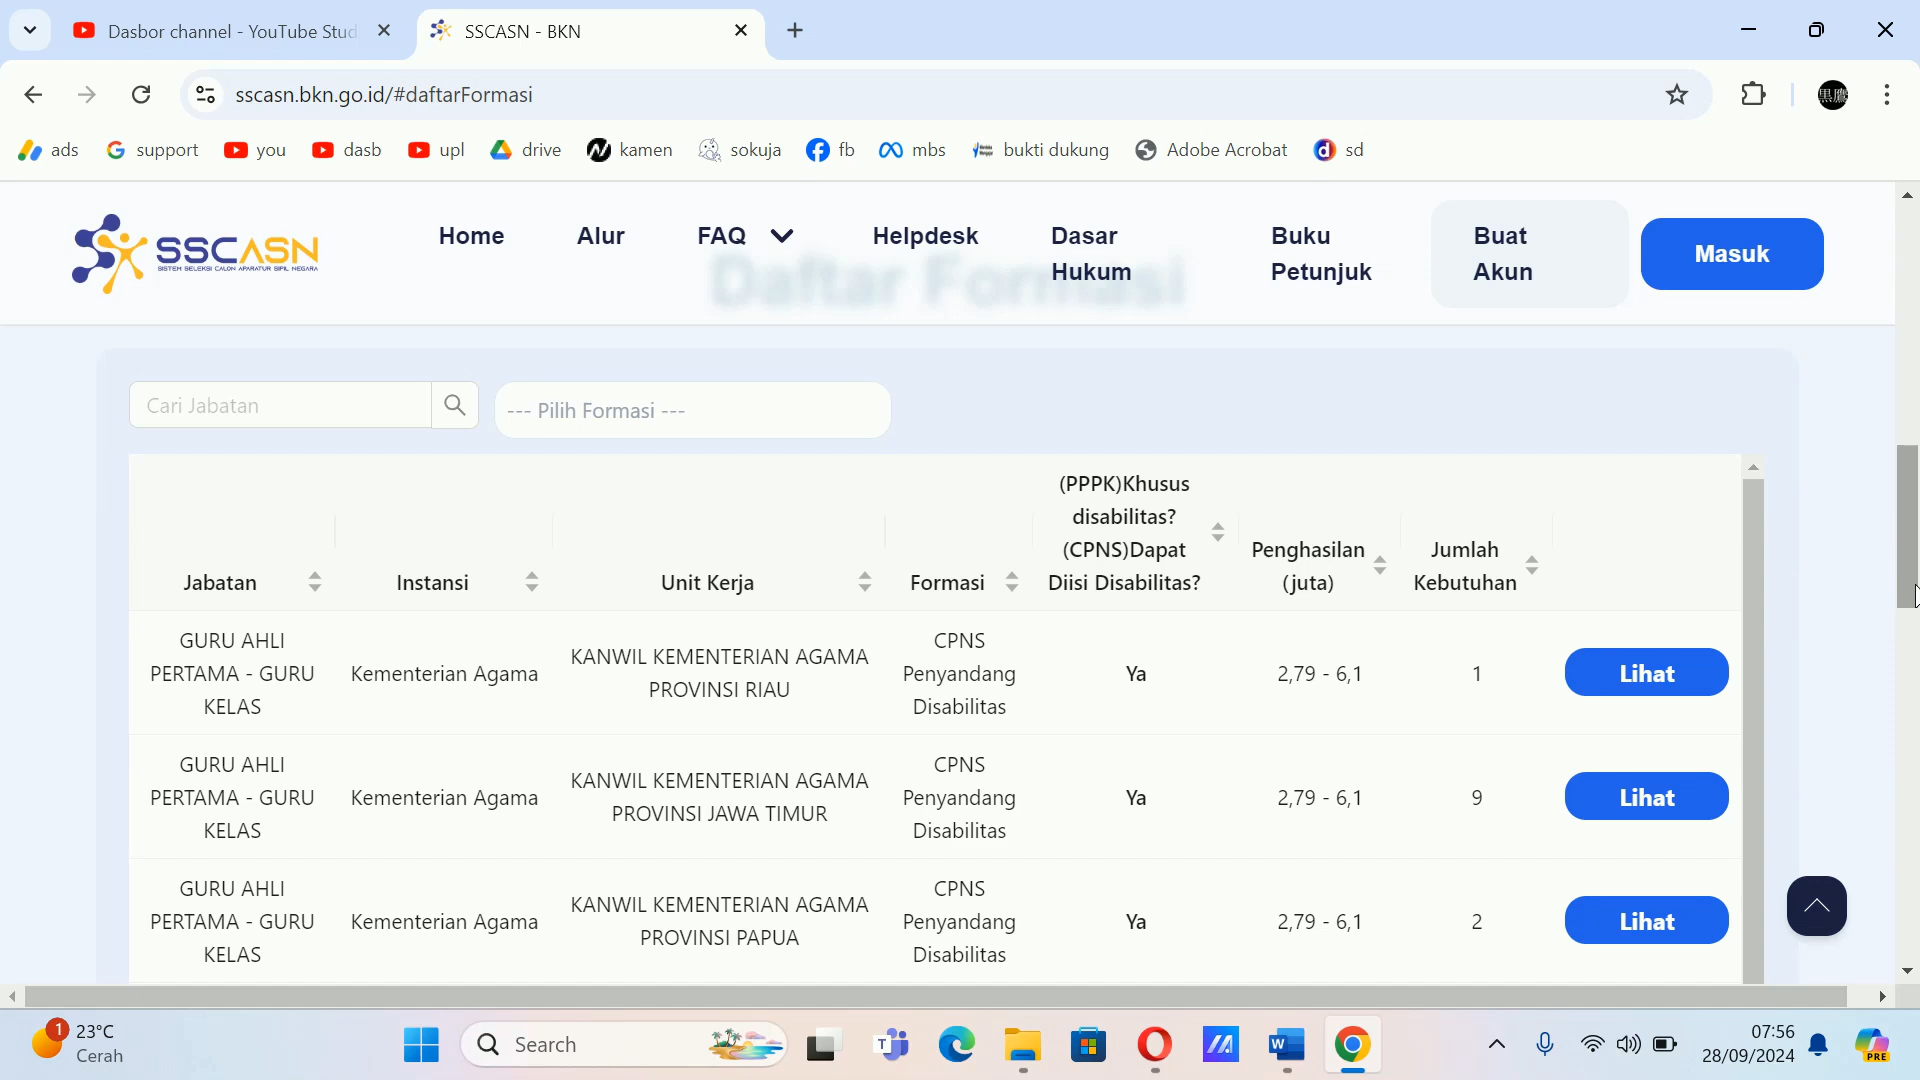 Dasbor channel - YouTube Stud
SSCASN - BKN
sscasn.bkn.go.id/#daftarFormasi
黒鷹
ads support you dasb upl drive kamen sokuja fb mbs bukti dukung Adobe Acrobat sd
SSCASN
SISTEM SELEKSI CALON APARATUR SIPIL NEGARA
Home Alur FAQ Helpdesk
Dasar
Hukum
Buku
Petunjuk
Buat
Akun
Masuk
Daftar Formasi
Cari Jabatan
--- Pilih Formasi ---
Jabatan
Instansi
Unit Kerja
Formasi
(PPPK)Khusus
disabilitas?
(CPNS)Dapat
Diisi Disabilitas?
Penghasilan
(juta)
Jumlah
Kebutuhan
GURU AHLI
PERTAMA - GURU
KELAS
Kementerian Agama
KANWIL KEMENTERIAN AGAMA
PROVINSI RIAU
CPNS
Penyandang
Disabilitas
Ya
2,79 - 6,1
1
Lihat
GURU AHLI
PERTAMA - GURU
KELAS
Kementerian Agama
KANWIL KEMENTERIAN AGAMA
PROVINSI JAWA TIMUR
CPNS
Penyandang
Disabilitas
Ya
2,79 - 6,1
9
Lihat
GURU AHLI
PERTAMA - GURU
KELAS
Kementerian Agama
KANWIL KEMENTERIAN AGAMA
PROVINSI PAPUA
CPNS
Penyandang
Disabilitas
Ya
2,79 - 6,1
2
Lihat
1
23°C
Cerah
Search
07:56
28/09/2024
PRE